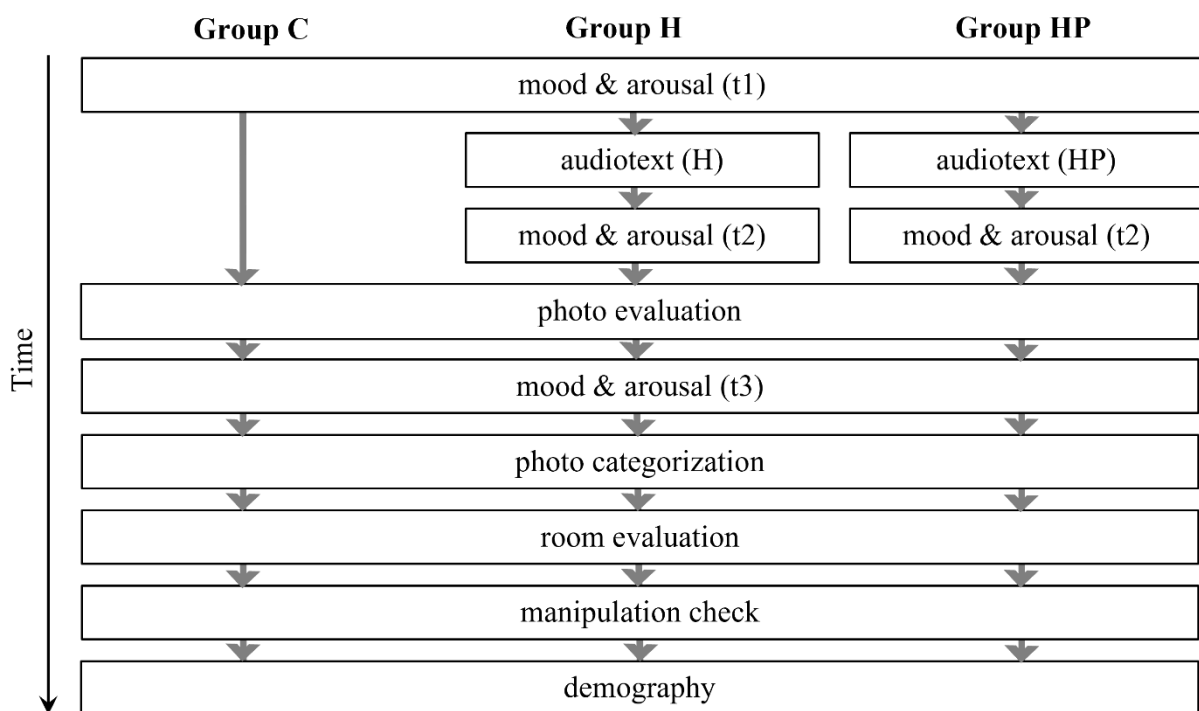 Group C Group H Group HP
mood & arousal (t1)
audiotext (H) audiotext (HP)
mood & arousal (t2) mood & arousal (t2)
photo evaluation
Time
mood & arousal (t3)
photo categorization
room evaluation
manipulation check
demography